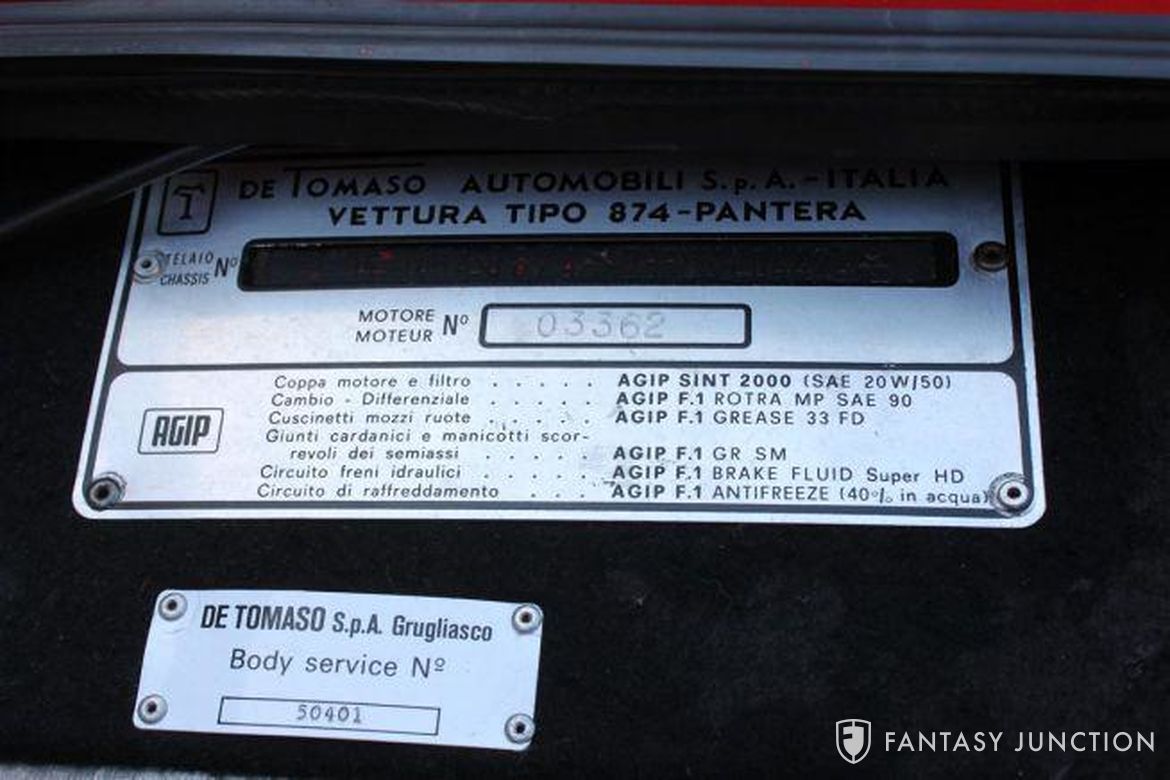 T DE TOMASO AUTOMOBILI S.p.A.-ITALIA
VETTURA TIPO 874-PANTERA
TELAIO
CHASSIS Nº
MOTORE
MOTEUR Nº 03362
AGIP
Coppa motore e filtro . . . . . AGIP SINT 2000 (SAE 20W/50)
Cambio - Differenziale . . . . . AGIP F.1 ROTRA MP SAE 90
Cuscinetti mozzi ruote . . . . . AGIP F.1 GREASE 33 FD
Giunti cardanici e manicotti scor-
revoli dei semiassi . . . . . AGIP F.1 GR SM
Circuito freni idraulici . . . . . AGIP F.1 BRAKE FLUID Super HD
Circuito di raffreddamento . . . . AGIP F.1 ANTIFREEZE (40% in acqua)
DE TOMASO S.p.A. Grugliasco
Body service Nº
50401
FANTASY JUNCTION